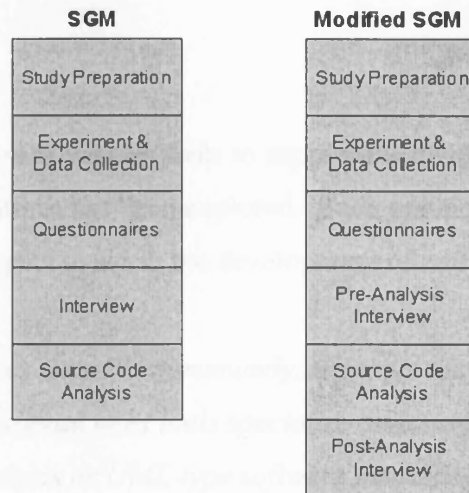 SGM
Study Preparation
Experiment &
Data Collection
Questionnaires
Interview
Source Code
Analysis
Modified SGM
Study Preparation
Experiment &
Data Collection
Questionnaires
Pre-Analysis
Interview
Source Code
Analysis
Post-Analysis
Interview